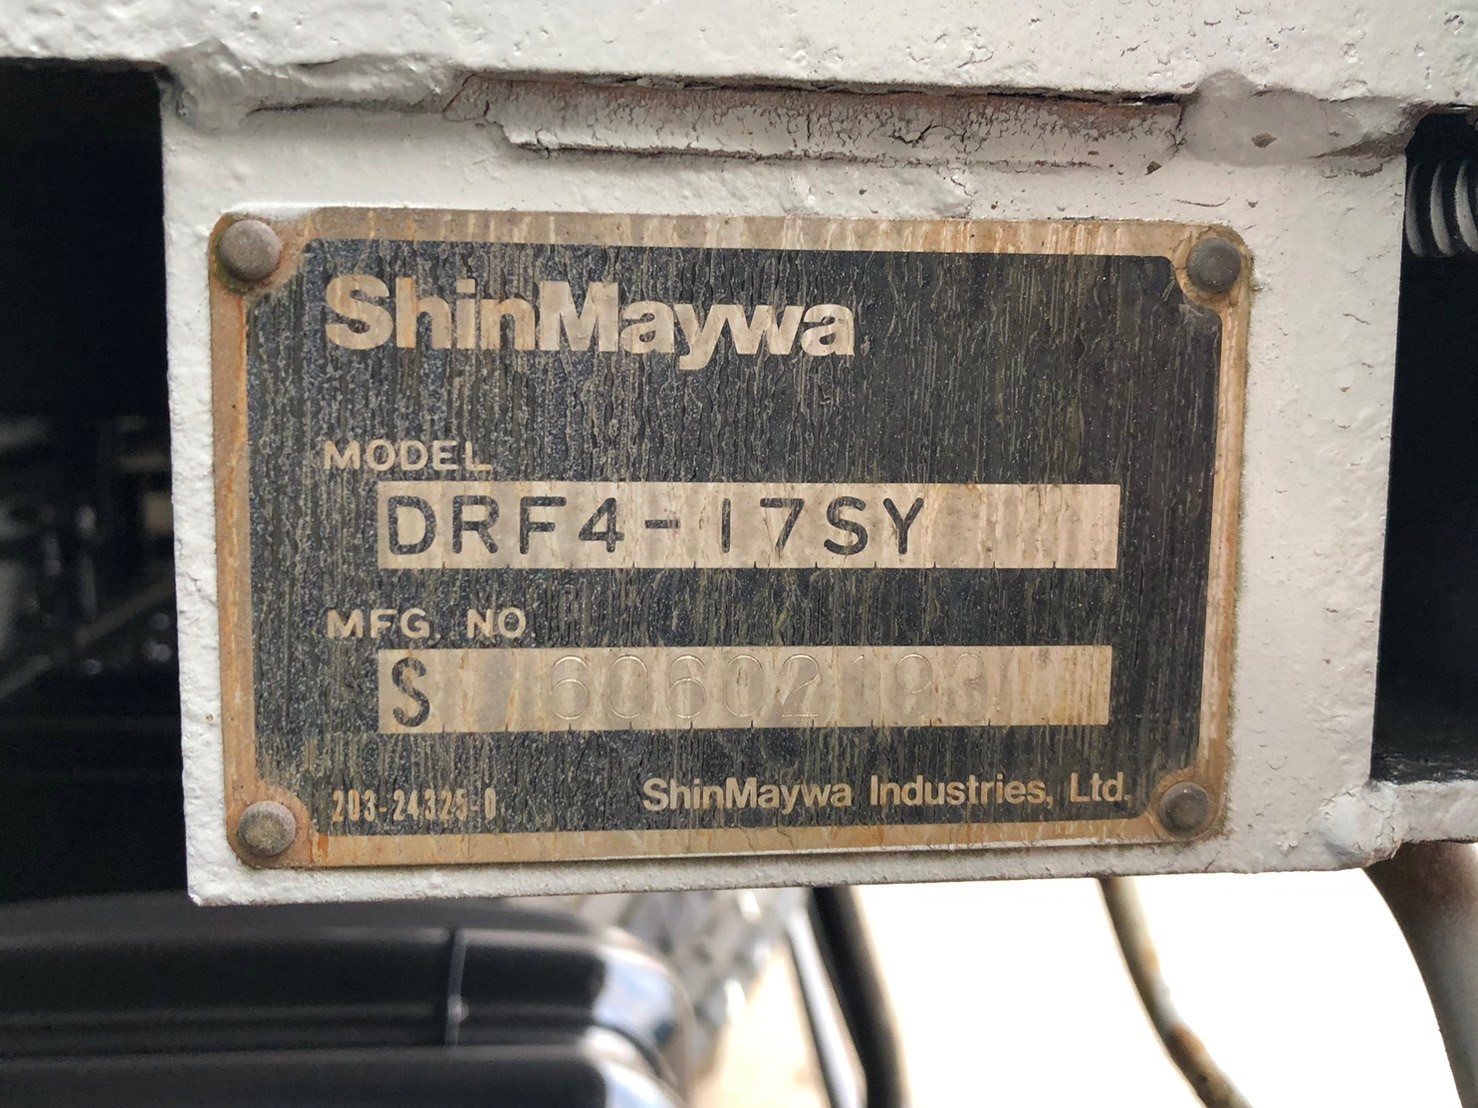 ShinMaywa
MODEL
DRF4-17SY
MFG. NO.
S 60602193
203-24325-0
ShinMaywa Industries, Ltd.